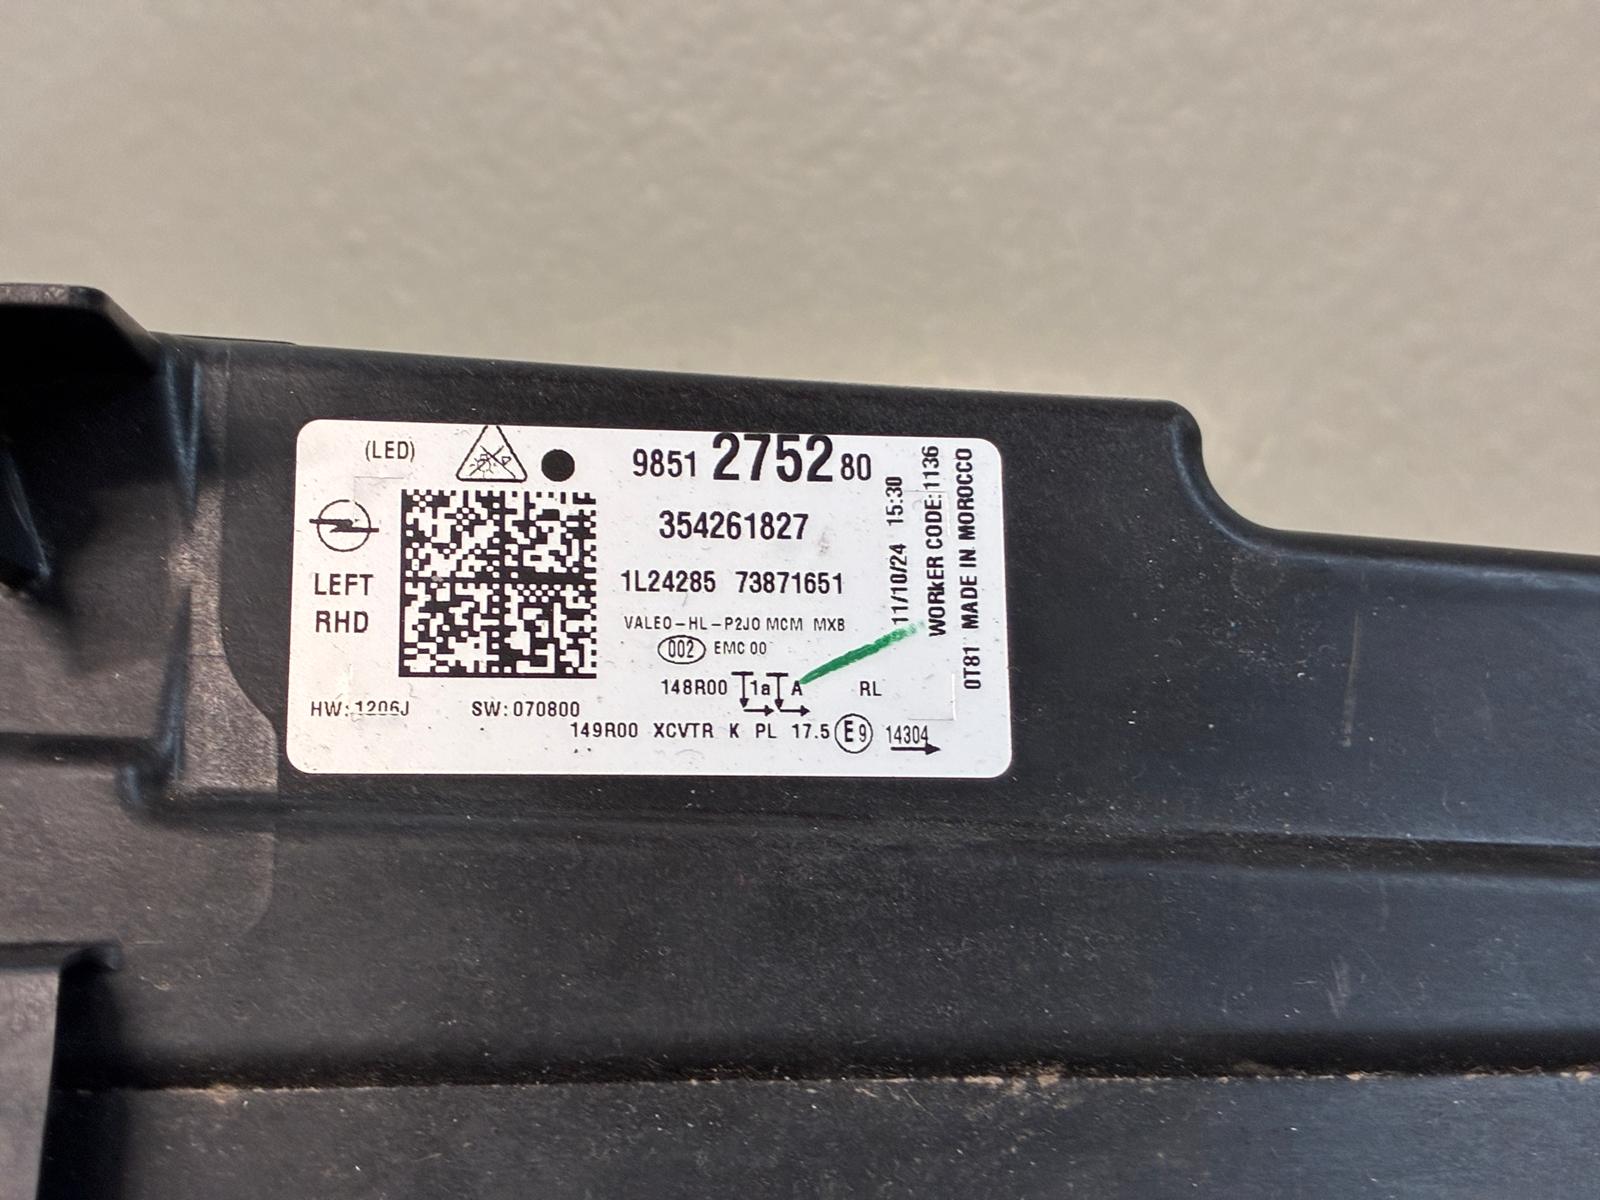 (LED)
98512 2752 80
354261827
LEFT
RHD
1L24285 73871651
VALEO-HL-P2JO MCM MXB
002 EMC 00
148R00 1a A RL
HW:1206J SW:070800
149R00 XCVTR K PL 17.5 E9 14304
11/10/24 15:30
WORKER CODE:1136
0T81 MADE IN MOROCCO